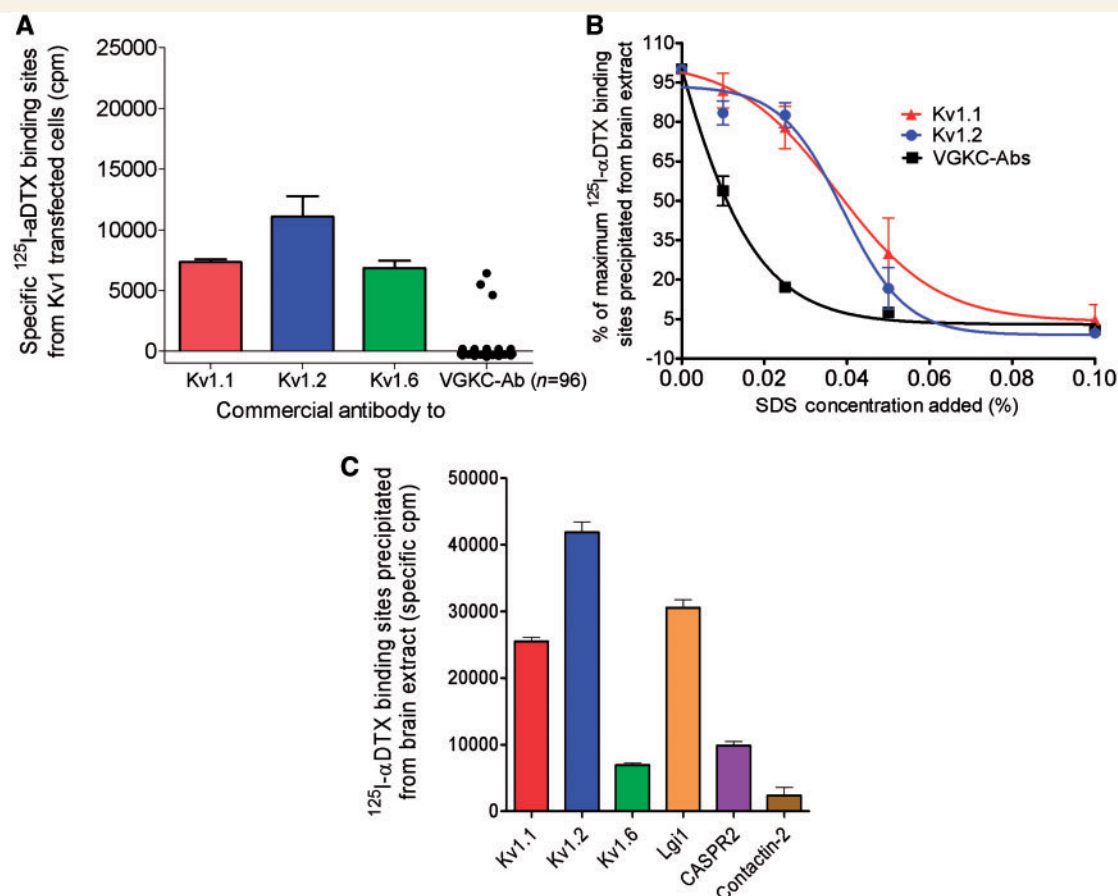 A
Specific ¹²⁵I-aDTX binding sites
from Kv1 transfected cells (cpm)
25000
20000
15000
10000
5000
0
Kv1.1
Kv1.2
Kv1.6
VGKC-Ab (n=96)
Commercial antibody to
B
% of maximum ¹²⁵I-αDTX binding
sites precipitated from brain extract
110
95
80
65
50
35
20
5
-10
Kv1.1
Kv1.2
VGKC-Abs
0.00
0.02
0.04
0.06
0.08
0.10
SDS concentration added (%)
C
¹²⁵I-αDTX binding sites precipitated
from brain extract (specific cpm)
50000
40000
30000
20000
10000
0
Kv1.1
Kv1.2
Kv1.6
Lgi1
CASPR2
Contactin-2